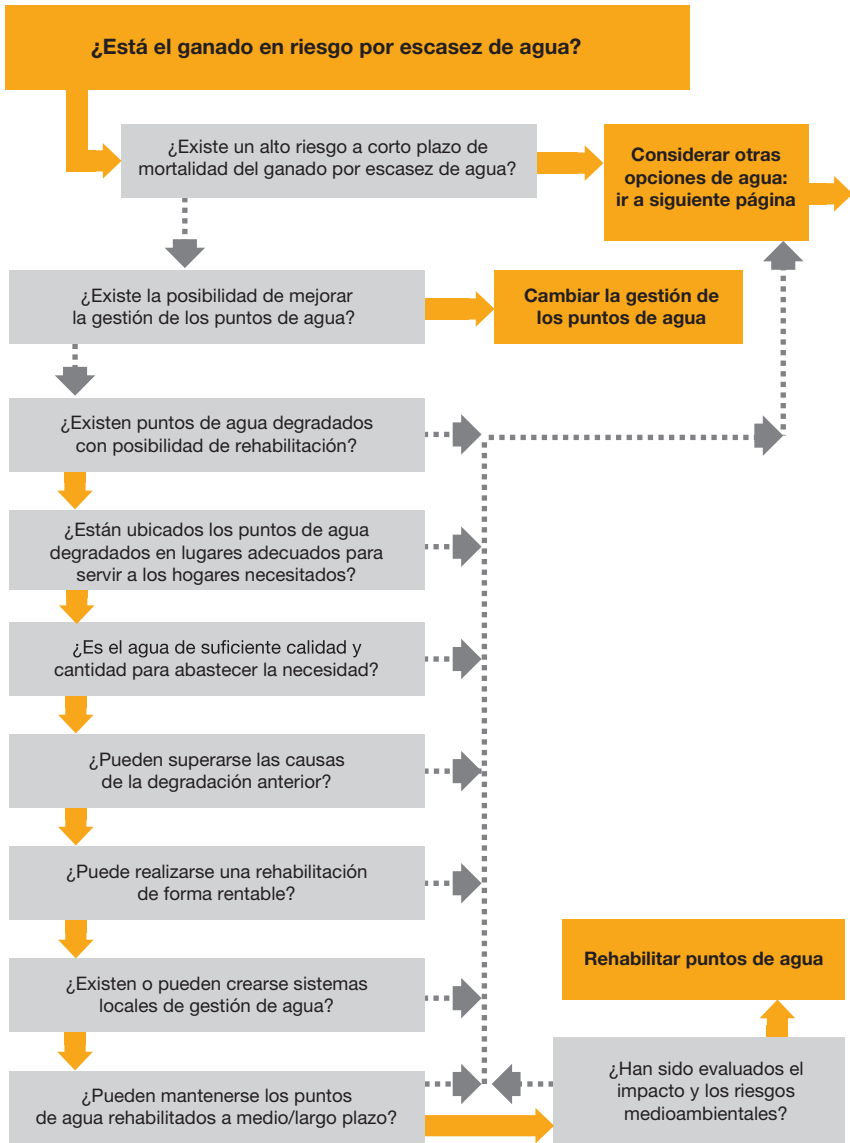 ¿Está el ganado en riesgo por escasez de agua?
¿Existe un alto riesgo a corto plazo de
mortalidad del ganado por escasez de agua?
Considerar otras
opciones de agua:
ir a siguiente página
¿Existe la posibilidad de mejorar
la gestión de los puntos de agua?
Cambiar la gestión de
los puntos de agua
¿Existen puntos de agua degradados
con posibilidad de rehabilitación?
¿Están ubicados los puntos de agua
degradados en lugares adecuados para
servir a los hogares necesitados?
¿Es el agua de suficiente calidad y
cantidad para abastecer la necesidad?
¿Pueden superarse las causas
de la degradación anterior?
¿Puede realizarse una rehabilitación
de forma rentable?
¿Existen o pueden crearse sistemas
locales de gestión de agua?
¿Pueden mantenerse los puntos
de agua rehabilitados a medio/largo plazo?
Rehabilitar puntos de agua
¿Han sido evaluados el
impacto y los riesgos
medioambientales?